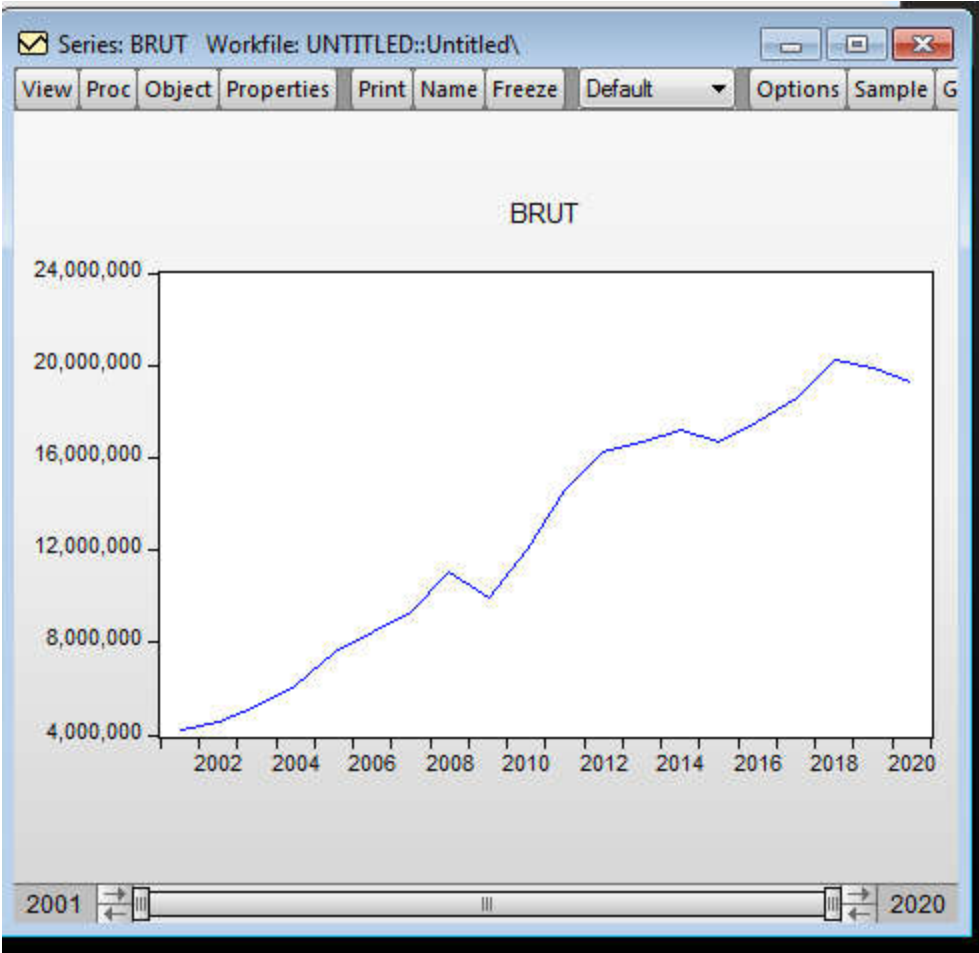 Series: BRUT Workfile: UNTITLED::Untitled\
View Proc Object Properties Print Name Freeze Default Options Sample G
BRUT
24,000,000
20,000,000
16,000,000
12,000,000
8,000,000
4,000,000
2002 2004 2006 2008 2010 2012 2014 2016 2018 2020
2001 2020